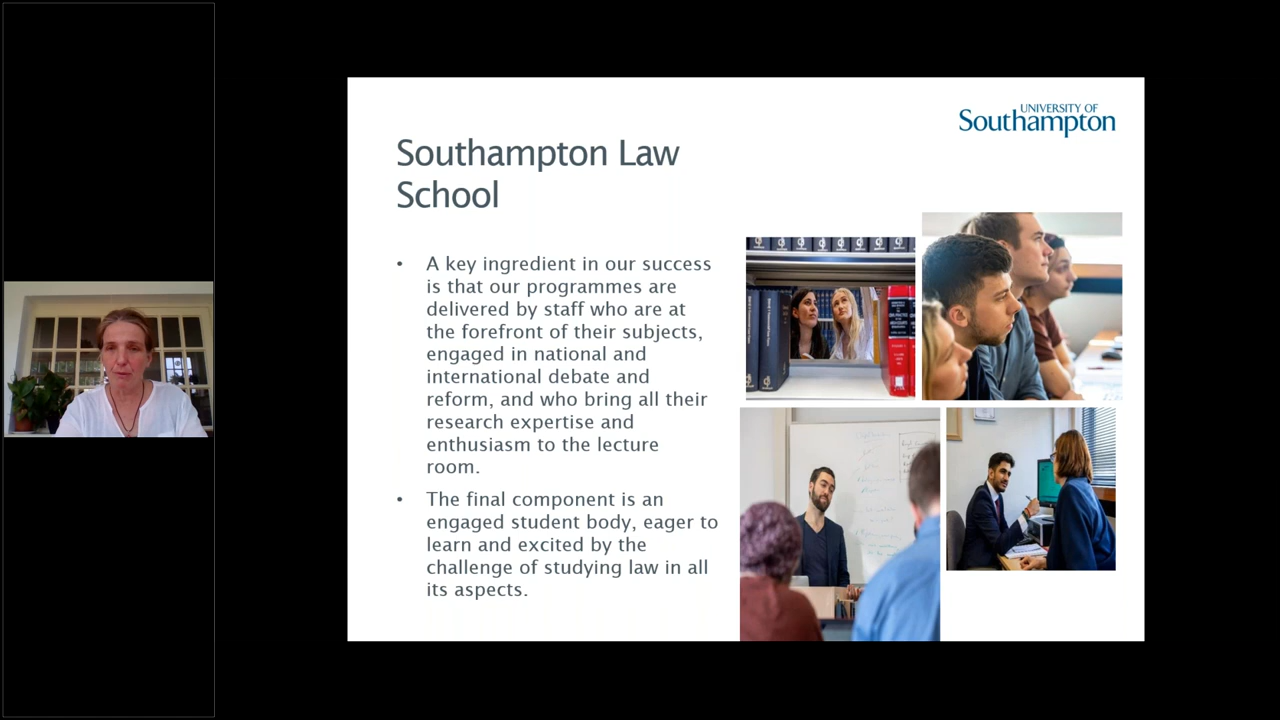 UNIVERSITY OF
Southampton
Southampton Law
School
• A key ingredient in our success
is that our programmes are
delivered by staff who are at
the forefront of their subjects,
engaged in national and
international debate and
reform, and who bring all their
research expertise and
enthusiasm to the lecture
room.
• The final component is an
engaged student body, eager to
learn and excited by the
challenge of studying law in all
its aspects.